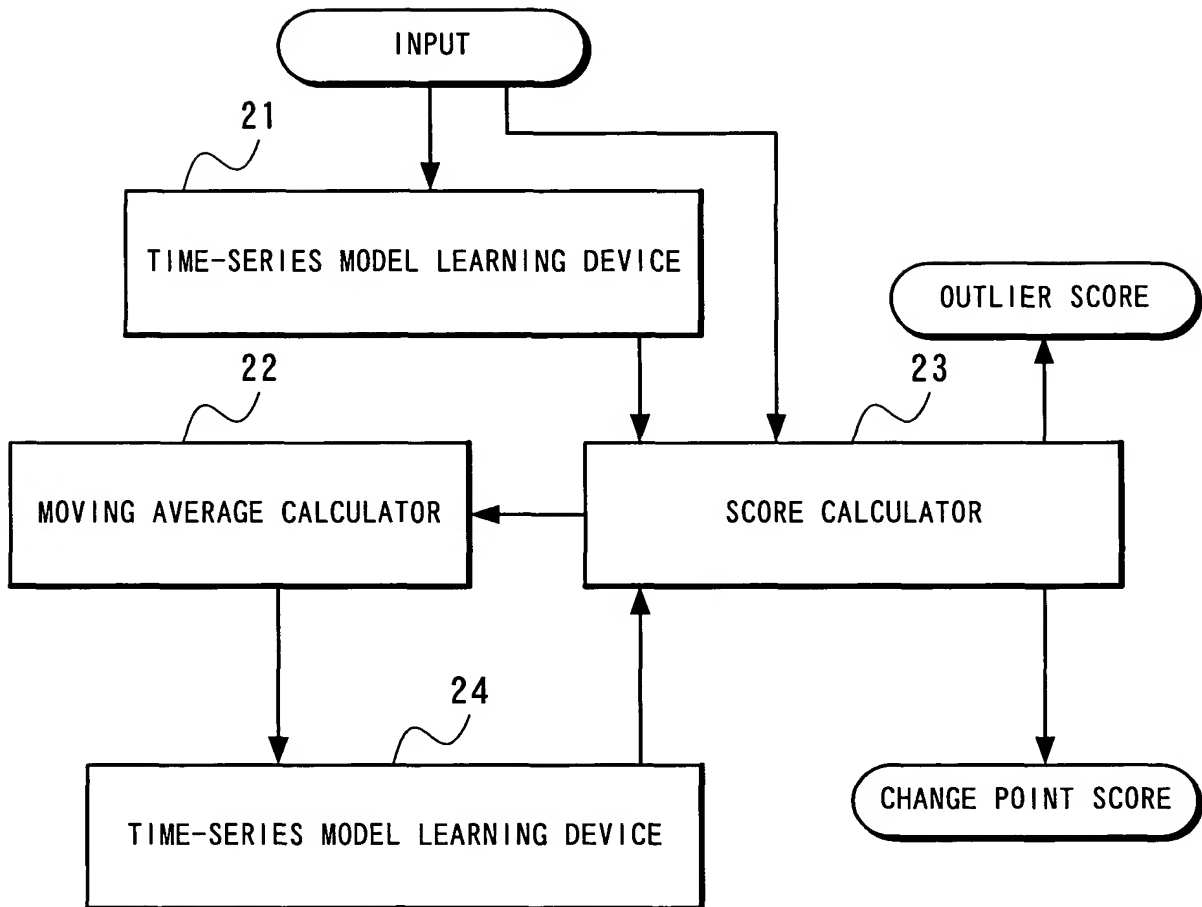 INPUT
21
TIME-SERIES MODEL LEARNING DEVICE
OUTLIER SCORE
22
23
MOVING AVERAGE CALCULATOR
SCORE CALCULATOR
24
TIME-SERIES MODEL LEARNING DEVICE
CHANGE POINT SCORE